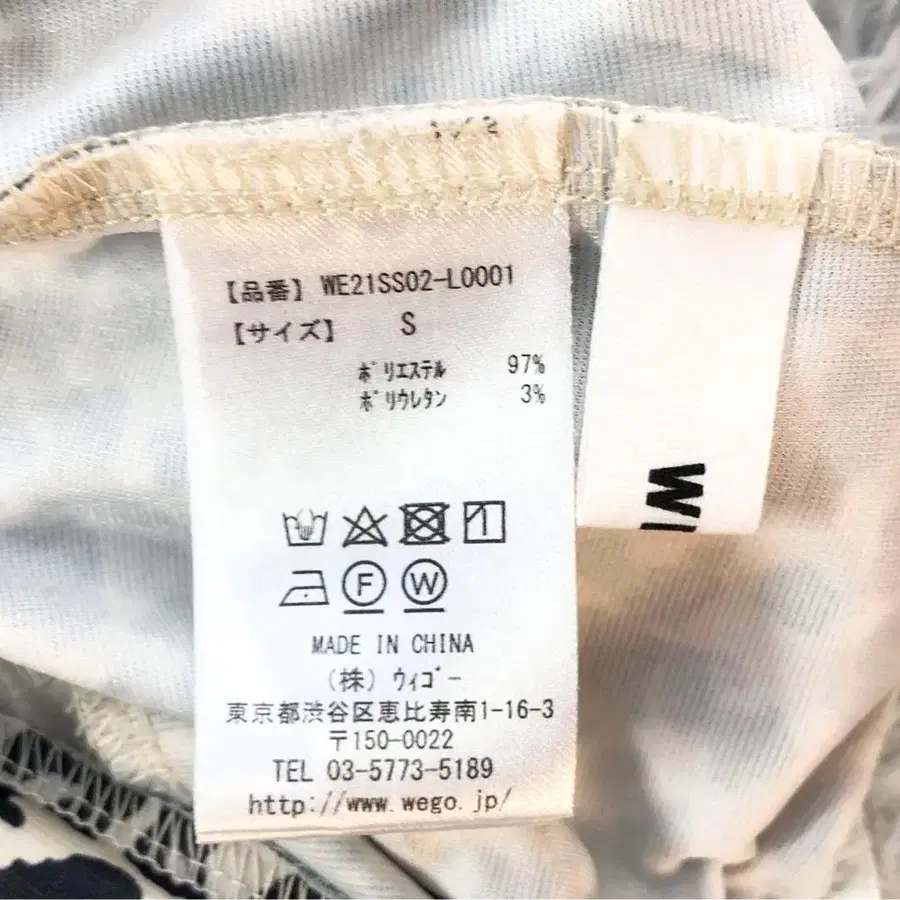 【品番】 WE21SS02-L0001
【サイズ】 S
ﾎﾟﾘｴｽﾃﾙ 97%
ﾎﾟﾘｳﾚﾀﾝ 3%
1
F W
MADE IN CHINA
(株) ｳｨｺﾞｰ
東京都渋谷区恵比寿南1-16-3
〒150-0022
TEL 03-5773-5189
http://www.wego.jp/